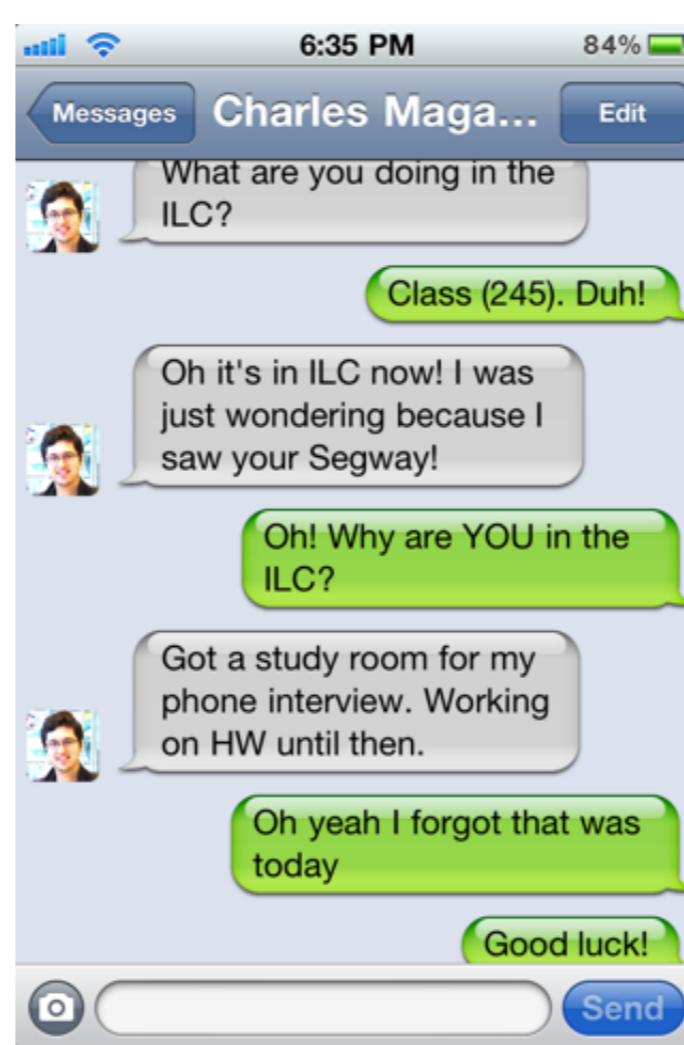 6:35 PM
84%
Messages
Charles Maga...
Edit
What are you doing in the
ILC?
Class (245). Duh!
Oh it's in ILC now! I was
just wondering because I
saw your Segway!
Oh! Why are YOU in the
ILC?
Got a study room for my
phone interview. Working
on HW until then.
Oh yeah I forgot that was
today
Good luck!
Send